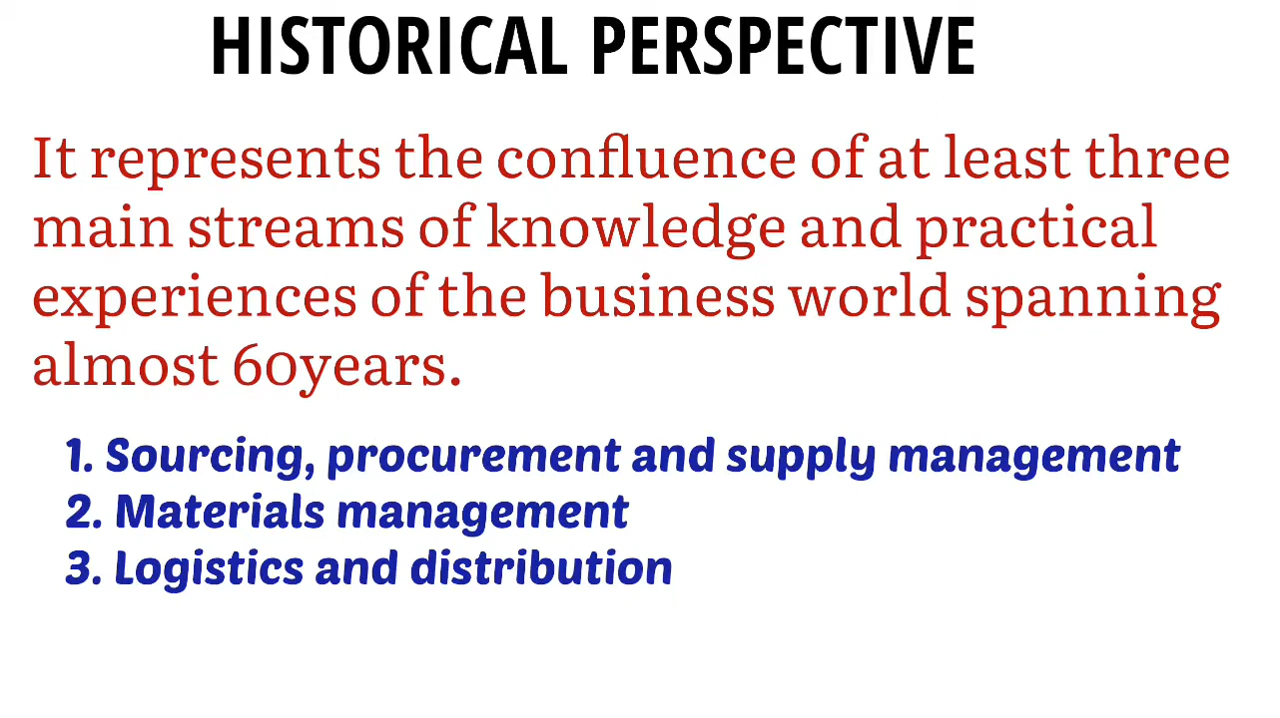 HISTORICAL PERSPECTIVE
It represents the confluence of at least three
main streams of knowledge and practical
experiences of the business world spanning
almost 60years.
1. Sourcing, procurement and supply management
2. Materials management
3. Logistics and distribution